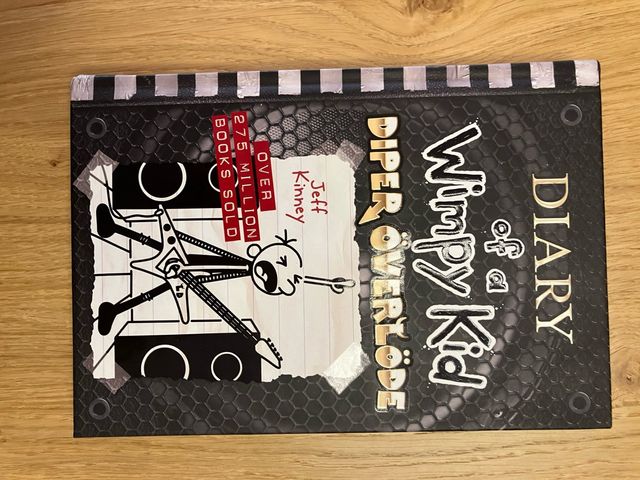 DIARY
of a
Wimpy Kid
DIPER ÖVERLÖDE
Jeff
Kinney
OVER
275 MILLION
BOOKS SOLD